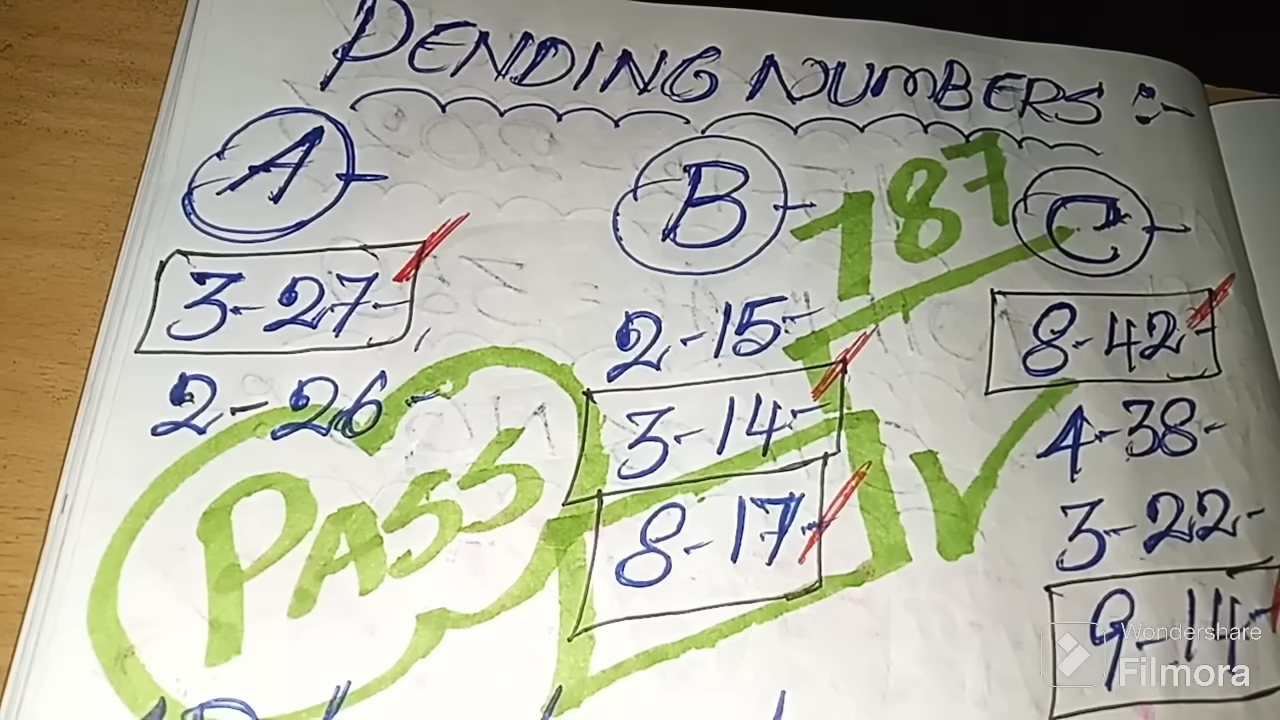 PENDING NUMBERS :-
A - B - C -
187
3-27-
2-15-
8-42-
2-26-
3-14-
4-38-
PASS
8-17-
3-22-
9-14-
Wondershare
Filmora